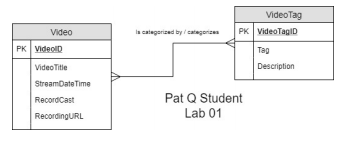 Video
PK VideoID
VideoTitle
StreamDateTime
RecordCast
RecordingURL
Is categorized by / categorizes
VideoTag
PK VideoTagID
Tag
Description
Pat Q Student
Lab 01